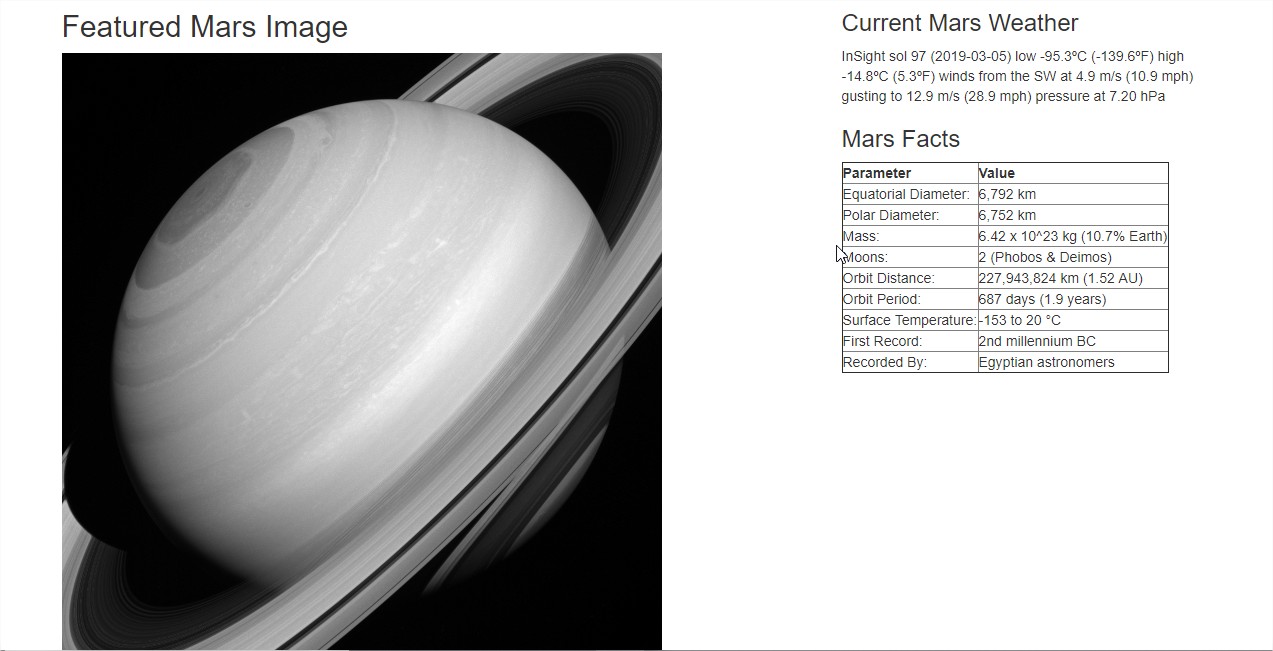 Featured Mars Image
Current Mars Weather
InSight sol 97 (2019-03-05) low -95.3ºC (-139.6ºF) high
-14.8ºC (5.3ºF) winds from the SW at 4.9 m/s (10.9 mph)
gusting to 12.9 m/s (28.9 mph) pressure at 7.20 hPa
Mars Facts
Parameter Value
Equatorial Diameter: 6,792 km
Polar Diameter: 6,752 km
Mass: 6.42 x 10^23 kg (10.7% Earth)
Moons: 2 (Phobos & Deimos)
Orbit Distance: 227,943,824 km (1.52 AU)
Orbit Period: 687 days (1.9 years)
Surface Temperature: -153 to 20 °C
First Record: 2nd millennium BC
Recorded By: Egyptian astronomers